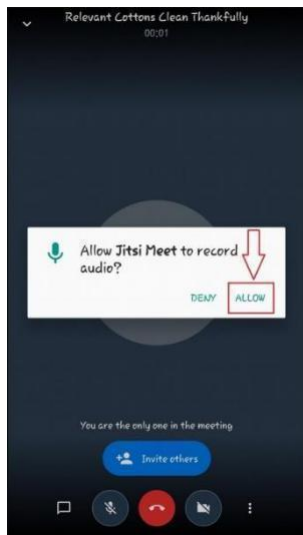 Relevant Cottons Clean Thankfully
00:01
Allow Jitsi Meet to record
audio?
DENY ALLOW
You are the only one in the meeting
Invite others